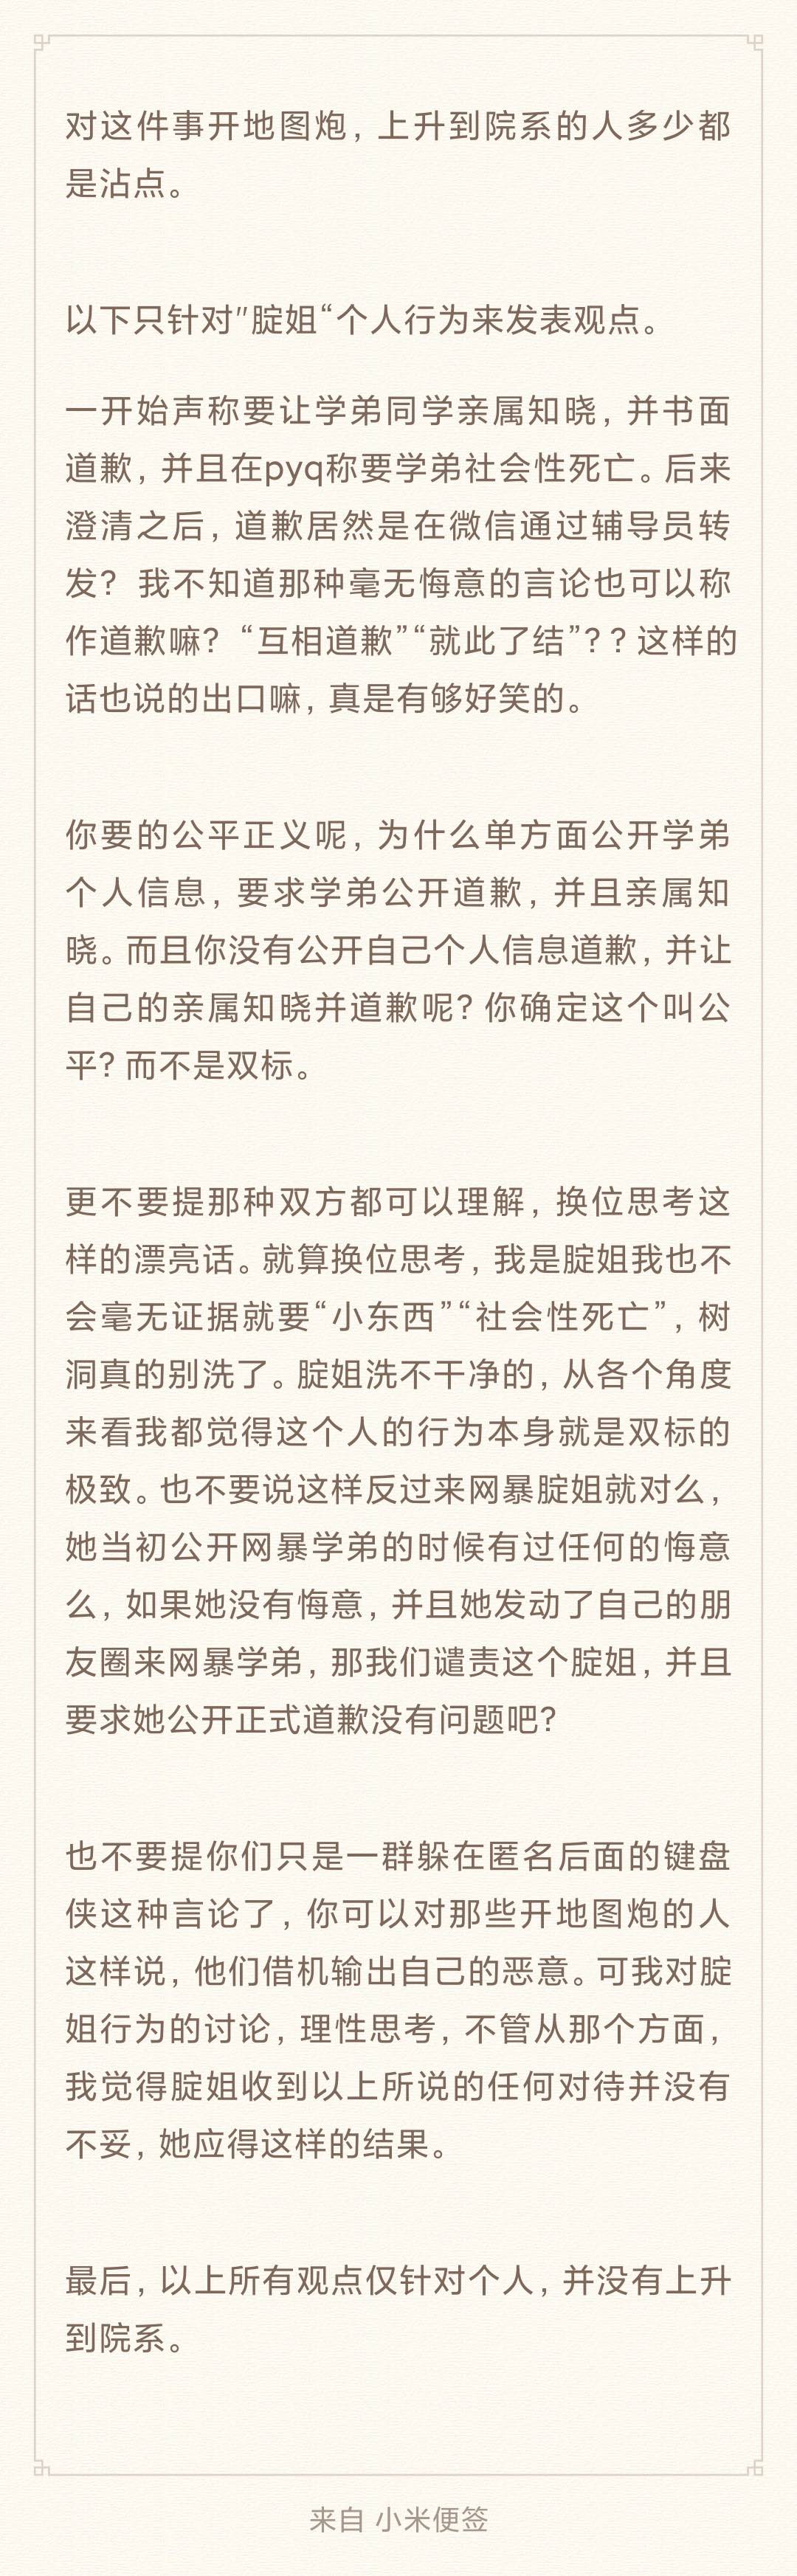 对这件事开地图炮，上升到院系的人多少都
是沾点。
以下只针对"腚姐“个人行为来发表观点。
一开始声称要让学弟同学亲属知晓，并书面
道歉，并且在pyq称要学弟社会性死亡。后来
澄清之后，道歉居然是在微信通过辅导员转
发？ 我不知道那种毫无悔意的言论也可以称
作道歉嘛？ “互相道歉”“就此了结”？？这样的
话也说的出口嘛，真是有够好笑的。
你要的公平正义呢，为什么单方面公开学弟
个人信息，要求学弟公开道歉，并且亲属知
晓。而且你没有公开自己个人信息道歉，并让
自己的亲属知晓并道歉呢？你确定这个叫公
平？而不是双标。
更不要提那种双方都可以理解，换位思考这
样的漂亮话。就算换位思考，我是腚姐我也不
会毫无证据就要“小东西”“社会性死亡”，树
洞真的别洗了。腚姐洗不干净的，从各个角度
来看我都觉得这个人的行为本身就是双标的
极致。也不要说这样反过来网暴腚姐就对么，
她当初公开网暴学弟的时候有过任何的悔意
么，如果她没有悔意，并且她发动了自己的朋
友圈来网暴学弟，那我们谴责这个腚姐，并且
要求她公开正式道歉没有问题吧？
也不要提你们只是一群躲在匿名后面的键盘
侠这种言论了，你可以对那些开地图炮的人
这样说，他们借机输出自己的恶意。可我对腚
姐行为的讨论，理性思考，不管从那个方面，
我觉得腚姐收到以上所说的任何对待并没有
不妥，她应得这样的结果。
最后，以上所有观点仅针对个人，并没有上升
到院系。
来自 小米便签